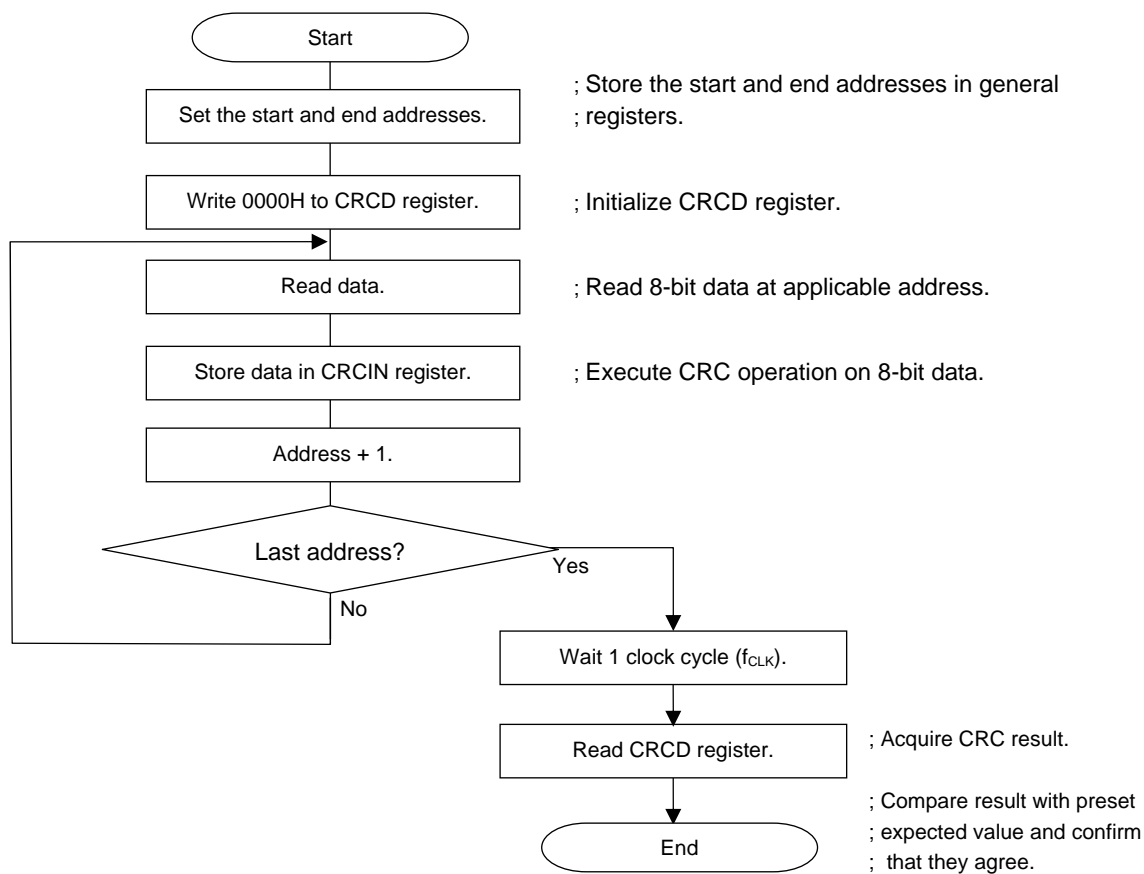 Start
Set the start and end addresses.
; Store the start and end addresses in general
; registers.
Write 0000H to CRCD register.
; Initialize CRCD register.
Read data.
; Read 8-bit data at applicable address.
Store data in CRCIN register.
; Execute CRC operation on 8-bit data.
Address + 1.
Last address?
Yes
No
Wait 1 clock cycle (fCLK).
Read CRCD register.
; Acquire CRC result.
; Compare result with preset
; expected value and confirm
; that they agree.
End